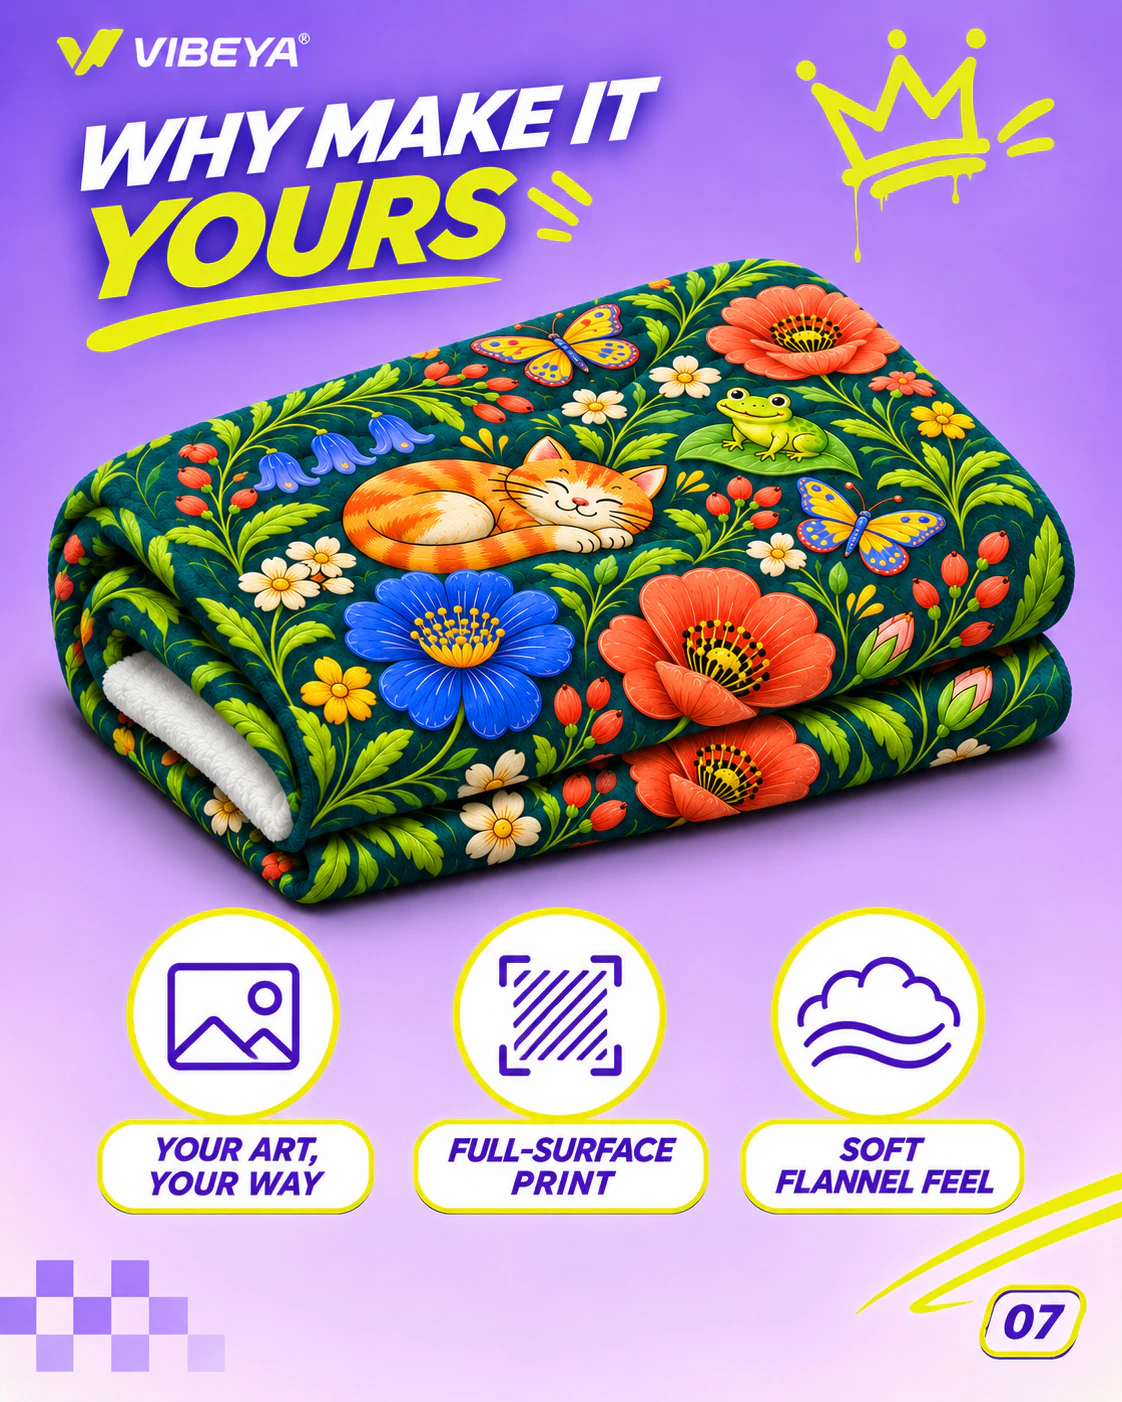 VIBEYA®
WHY MAKE IT
YOURS
YOUR ART,
YOUR WAY
FULL-SURFACE
PRINT
SOFT
FLANNEL FEEL
07